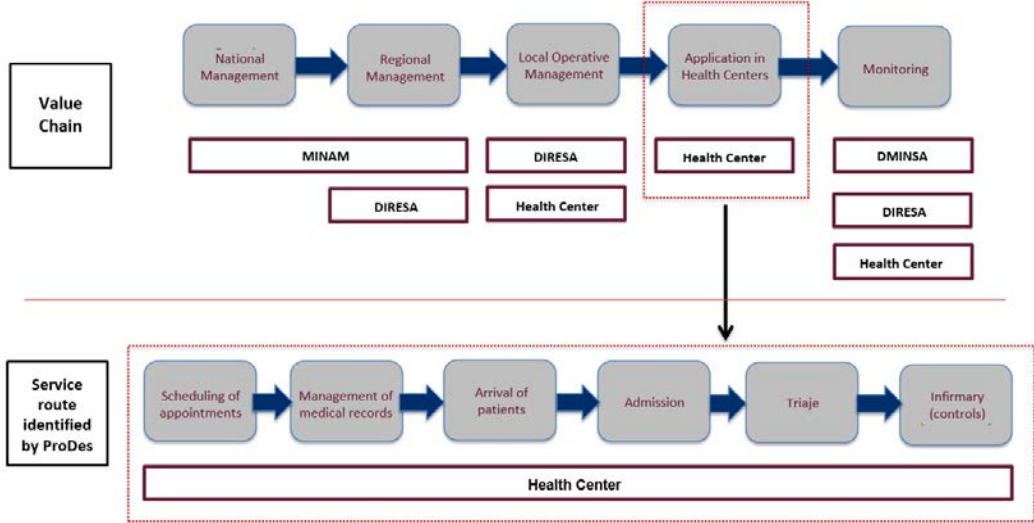 National
Management
Regional
Management
Local Operative
Management
Application in
Health Centers
Monitoring
Value
Chain
MINAM
DIRESA
Health Center
DMINSA
DIRESA
Health Center
DIRESA
Health Center
Service
route
identified
by ProDes
Scheduling of
appointments
Management of
medical records
Arrival of
patients
Admission
Triaje
Infirmary
(controls)
Health Center